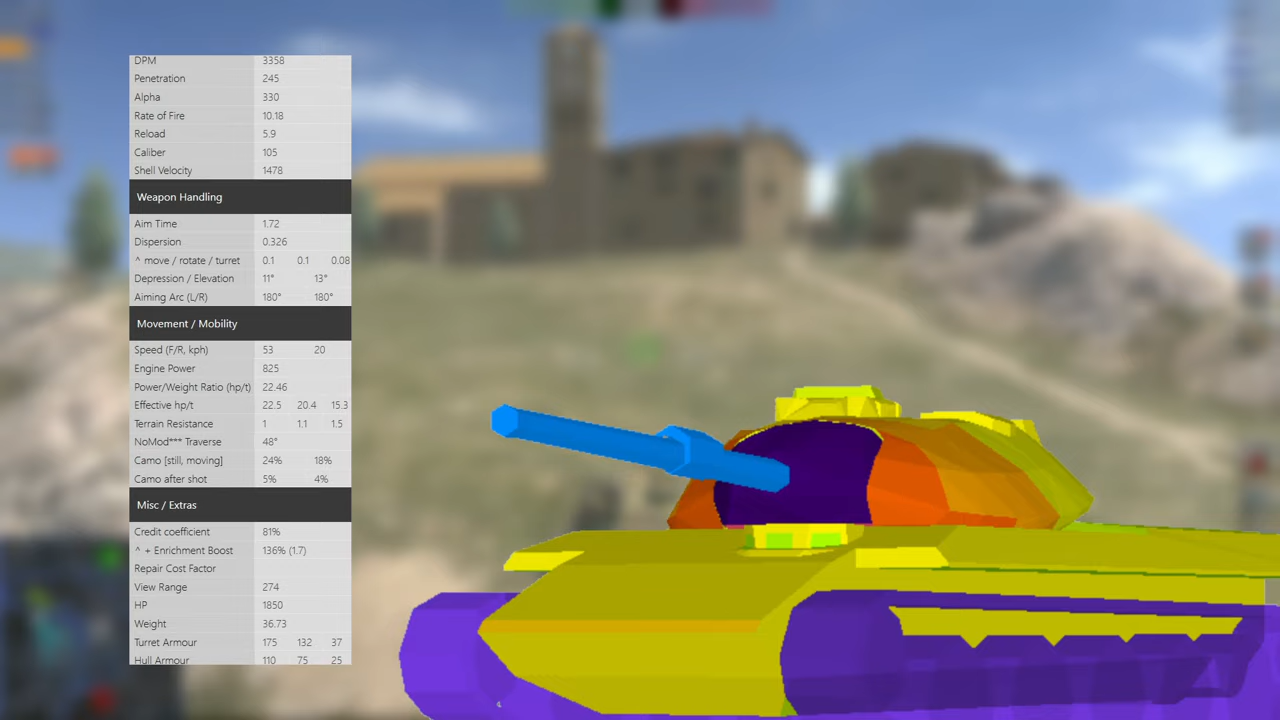 DPM 3358
Penetration 245
Alpha 330
Rate of Fire 10.18
Reload 5.9
Caliber 105
Shell Velocity 1478
Weapon Handling
Aim Time 1.72
Dispersion 0.326
^ move / rotate / turret 0.1 0.1 0.08
Depression / Elevation 11° 13°
Aiming Arc (L/R) 180° 180°
Movement / Mobility
Speed (F/R, kph) 53 20
Engine Power 825
Power/Weight Ratio (hp/t) 22.46
Effective hp/t 22.5 20.4 15.3
Terrain Resistance 1 1.1 1.5
NoMod*** Traverse 48°
Camo [still, moving] 24% 18%
Camo after shot 5% 4%
Misc / Extras
Credit coefficient 81%
^ + Enrichment Boost 136% (1.7)
Repair Cost Factor
View Range 274
HP 1850
Weight 36.73
Turret Armour 175 132 37
Hull Armour 110 75 25